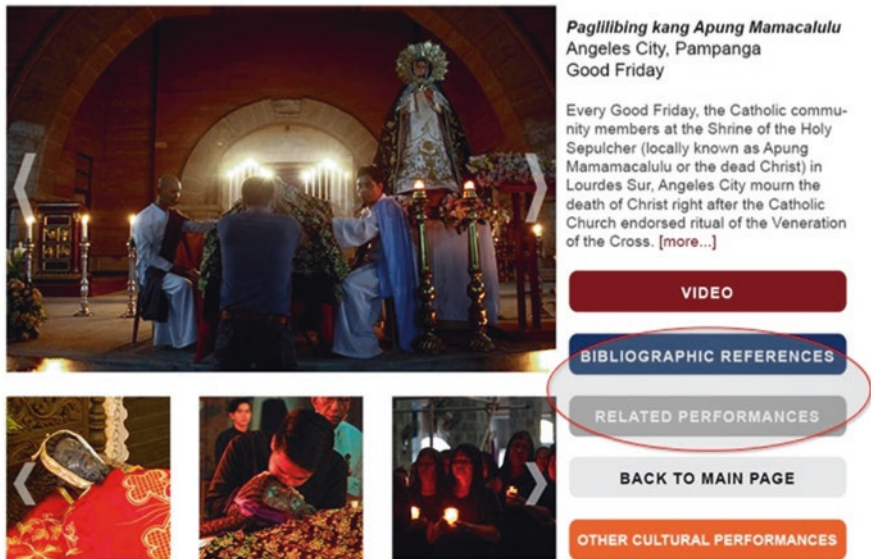 Paglilibing kang Apung Mamacalulu
Angeles City, Pampanga
Good Friday
Every Good Friday, the Catholic commu-
nity members at the Shrine of the Holy
Sepulcher (locally known as Apung
Mamamacalulu or the dead Christ) in
Lourdes Sur, Angeles City mourn the
death of Christ right after the Catholic
Church endorsed ritual of the Veneration
of the Cross. [more...]
VIDEO
BIBLIOGRAPHIC REFERENCES
RELATED PERFORMANCES
BACK TO MAIN PAGE
OTHER CULTURAL PERFORMANCES